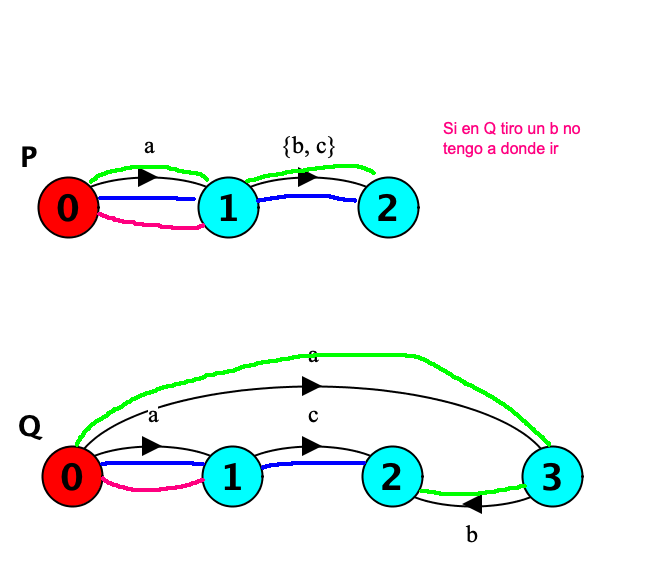 Si en Q tiro un b no
tengo a donde ir
P
a
{b, c}
0
1
2
a
Q
a
c
0
1
2
3
b